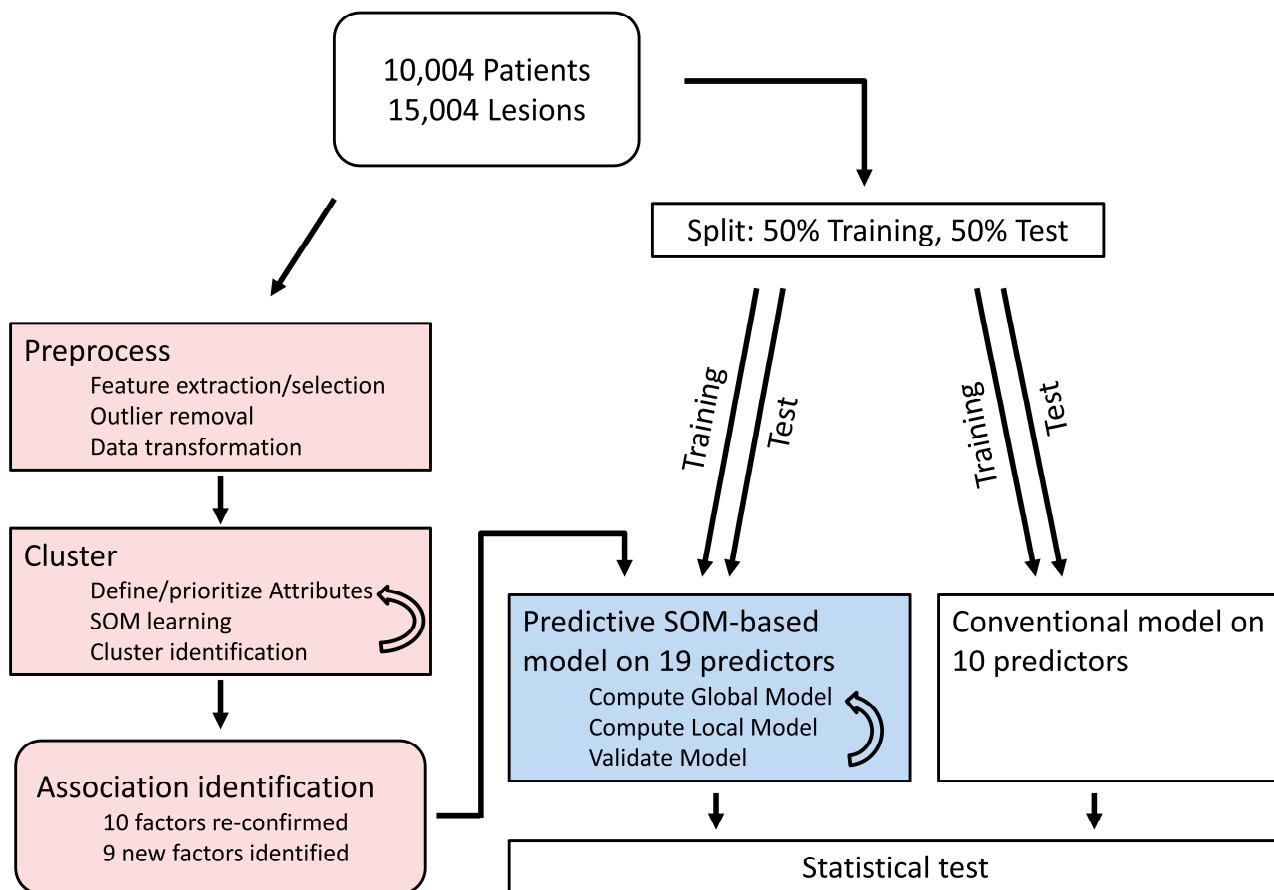 10,004 Patients
15,004 Lesions
Split: 50% Training, 50% Test
Preprocess
Feature extraction/selection
Outlier removal
Data transformation
Training
Test
Training
Test
Cluster
Define/prioritize Attributes
SOM learning
Cluster identification
Predictive SOM-based
model on 19 predictors
Compute Global Model
Compute Local Model
Validate Model
Conventional model on
10 predictors
Association identification
10 factors re-confirmed
9 new factors identified
Statistical test